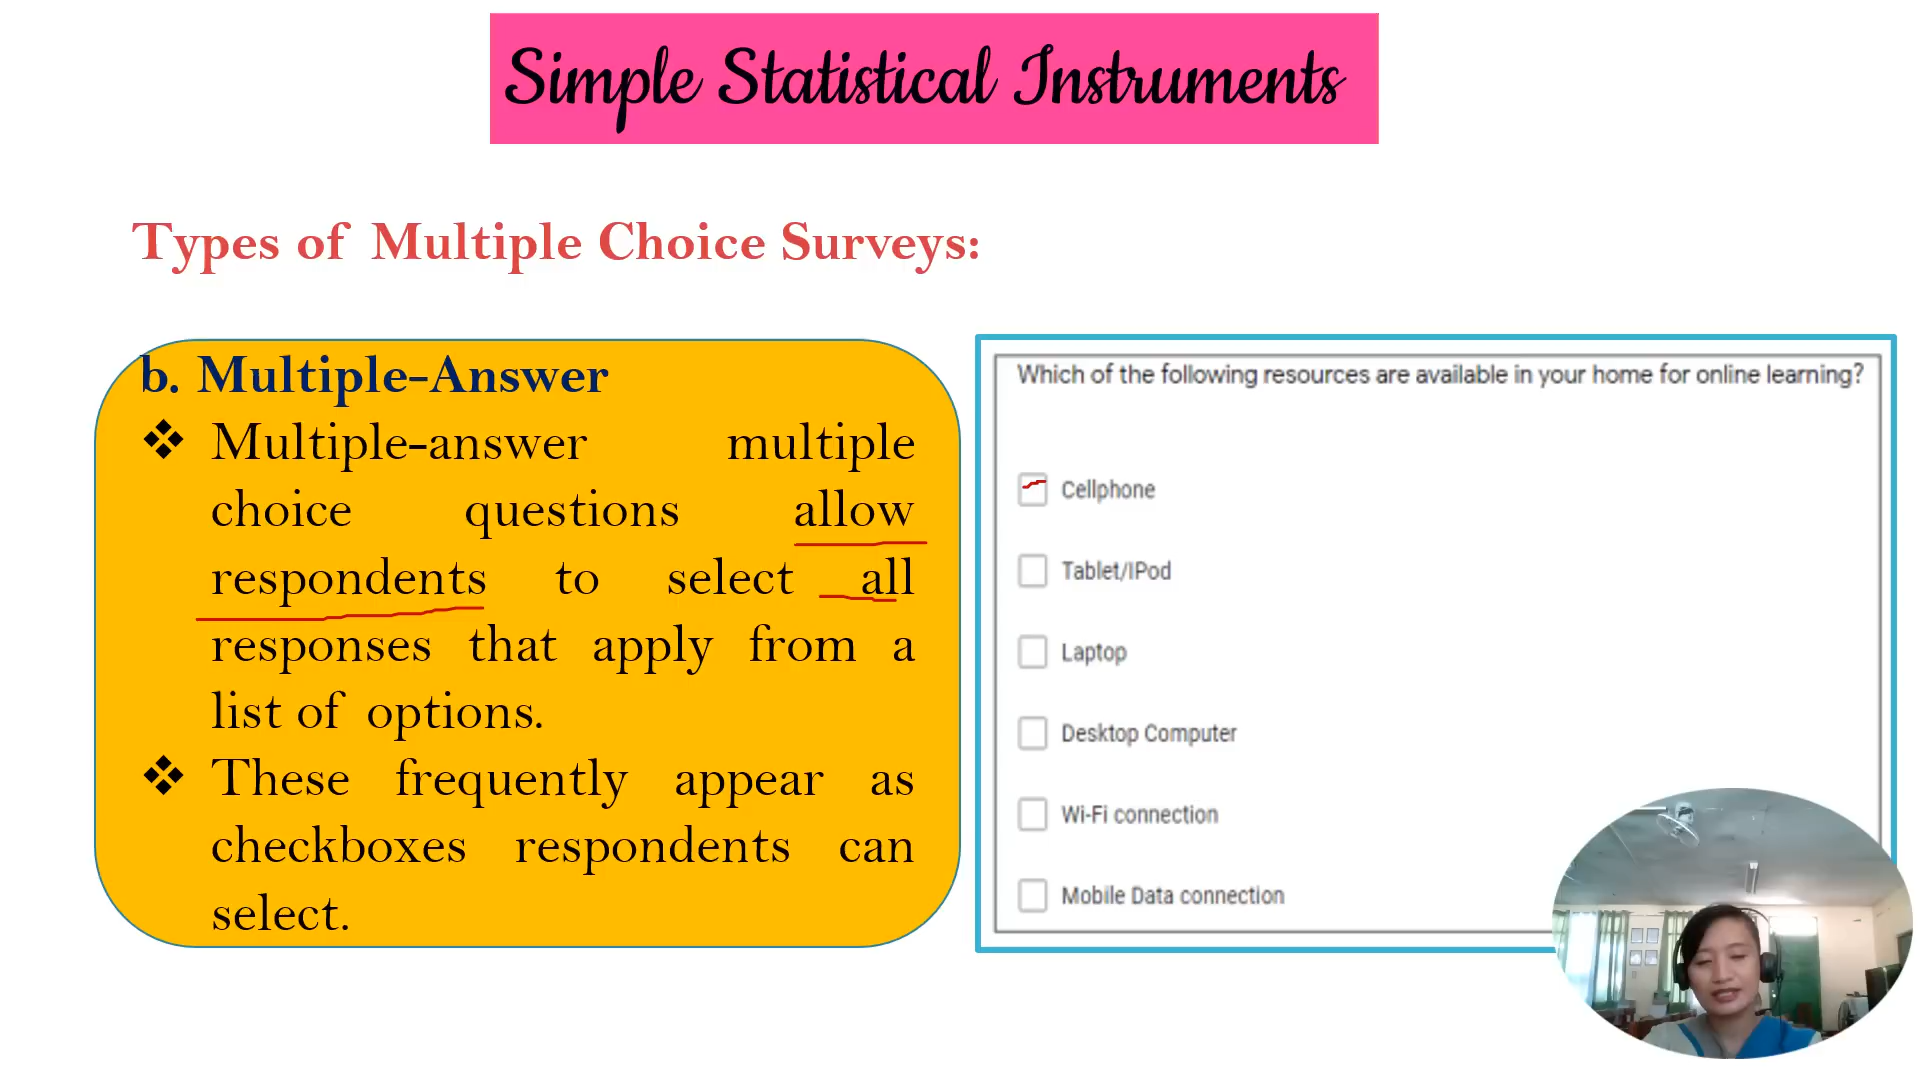 Simple Statistical Instruments
Types of Multiple Choice Surveys:
b. Multiple-Answer
❖ Multiple-answer multiple
choice questions allow
respondents to select all
responses that apply from a
list of options.
❖ These frequently appear as
checkboxes respondents can
select.
Which of the following resources are available in your home for online learning?
Cellphone
Tablet/IPod
Laptop
Desktop Computer
Wi-Fi connection
Mobile Data connection